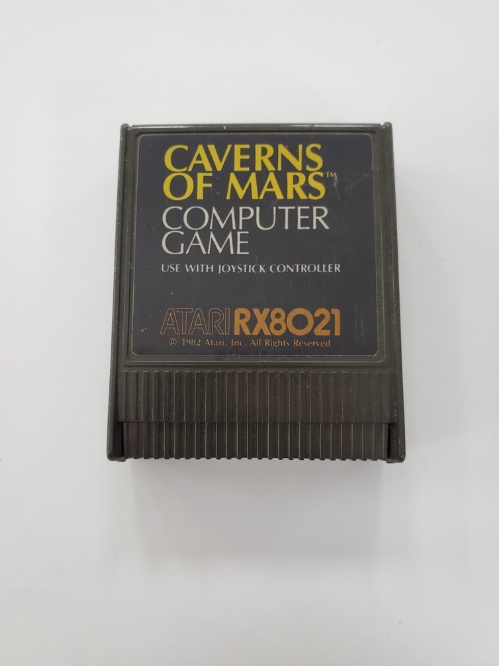 CAVERNS
OF MARS™
COMPUTER
GAME
USE WITH JOYSTICK CONTROLLER
ATARI RX8021
© 1982 Atari, Inc. All Rights Reserved